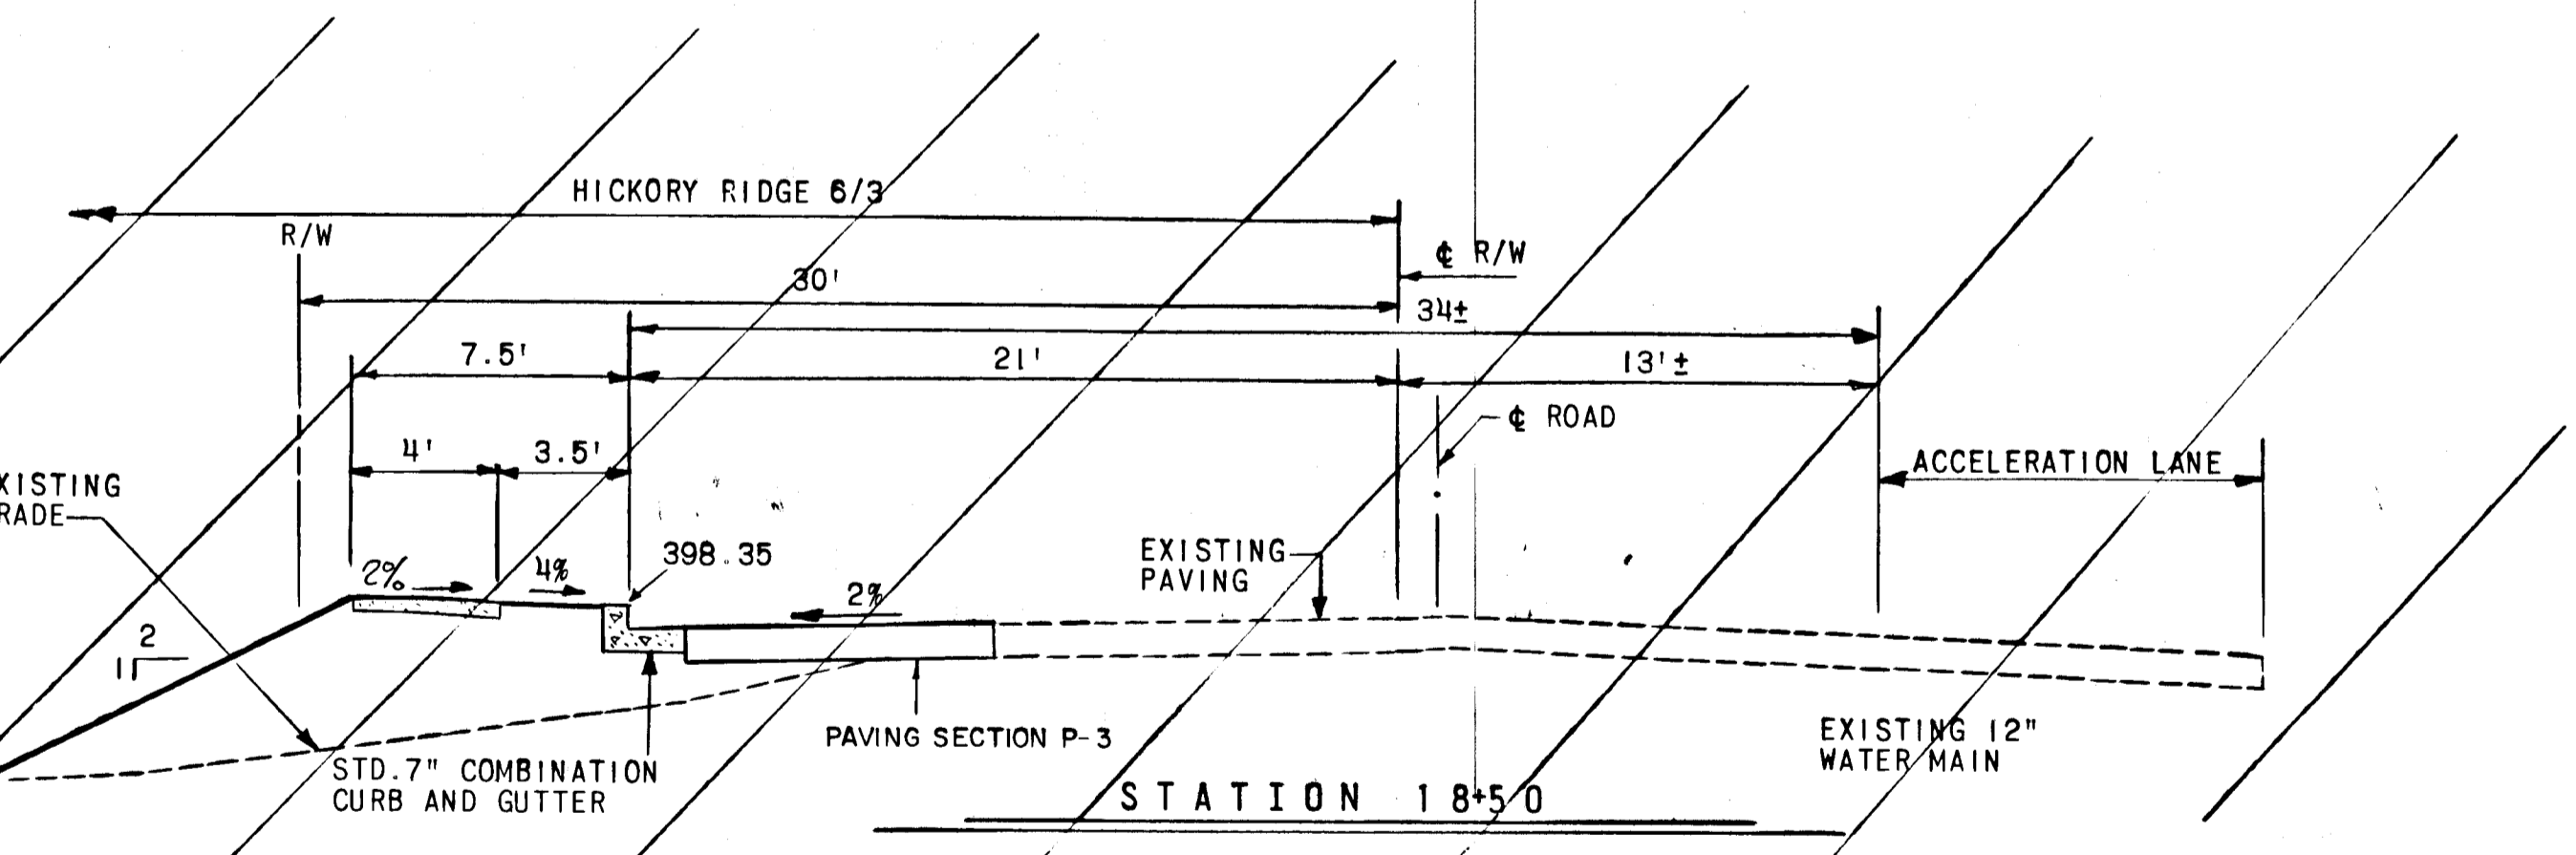 HICKORY RIDGE 6/3
R/W
℄ R/W
30'
34±
7.5'
21'
13'±
℄ ROAD
4'
3.5'
ACCELERATION LANE
XISTING
RADE
398.35
EXISTING
PAVING
2%
4%
2%
2
1
PAVING SECTION P-3
EXISTING 12"
WATER MAIN
STD.7" COMBINATION
CURB AND GUTTER
STATION 18+50